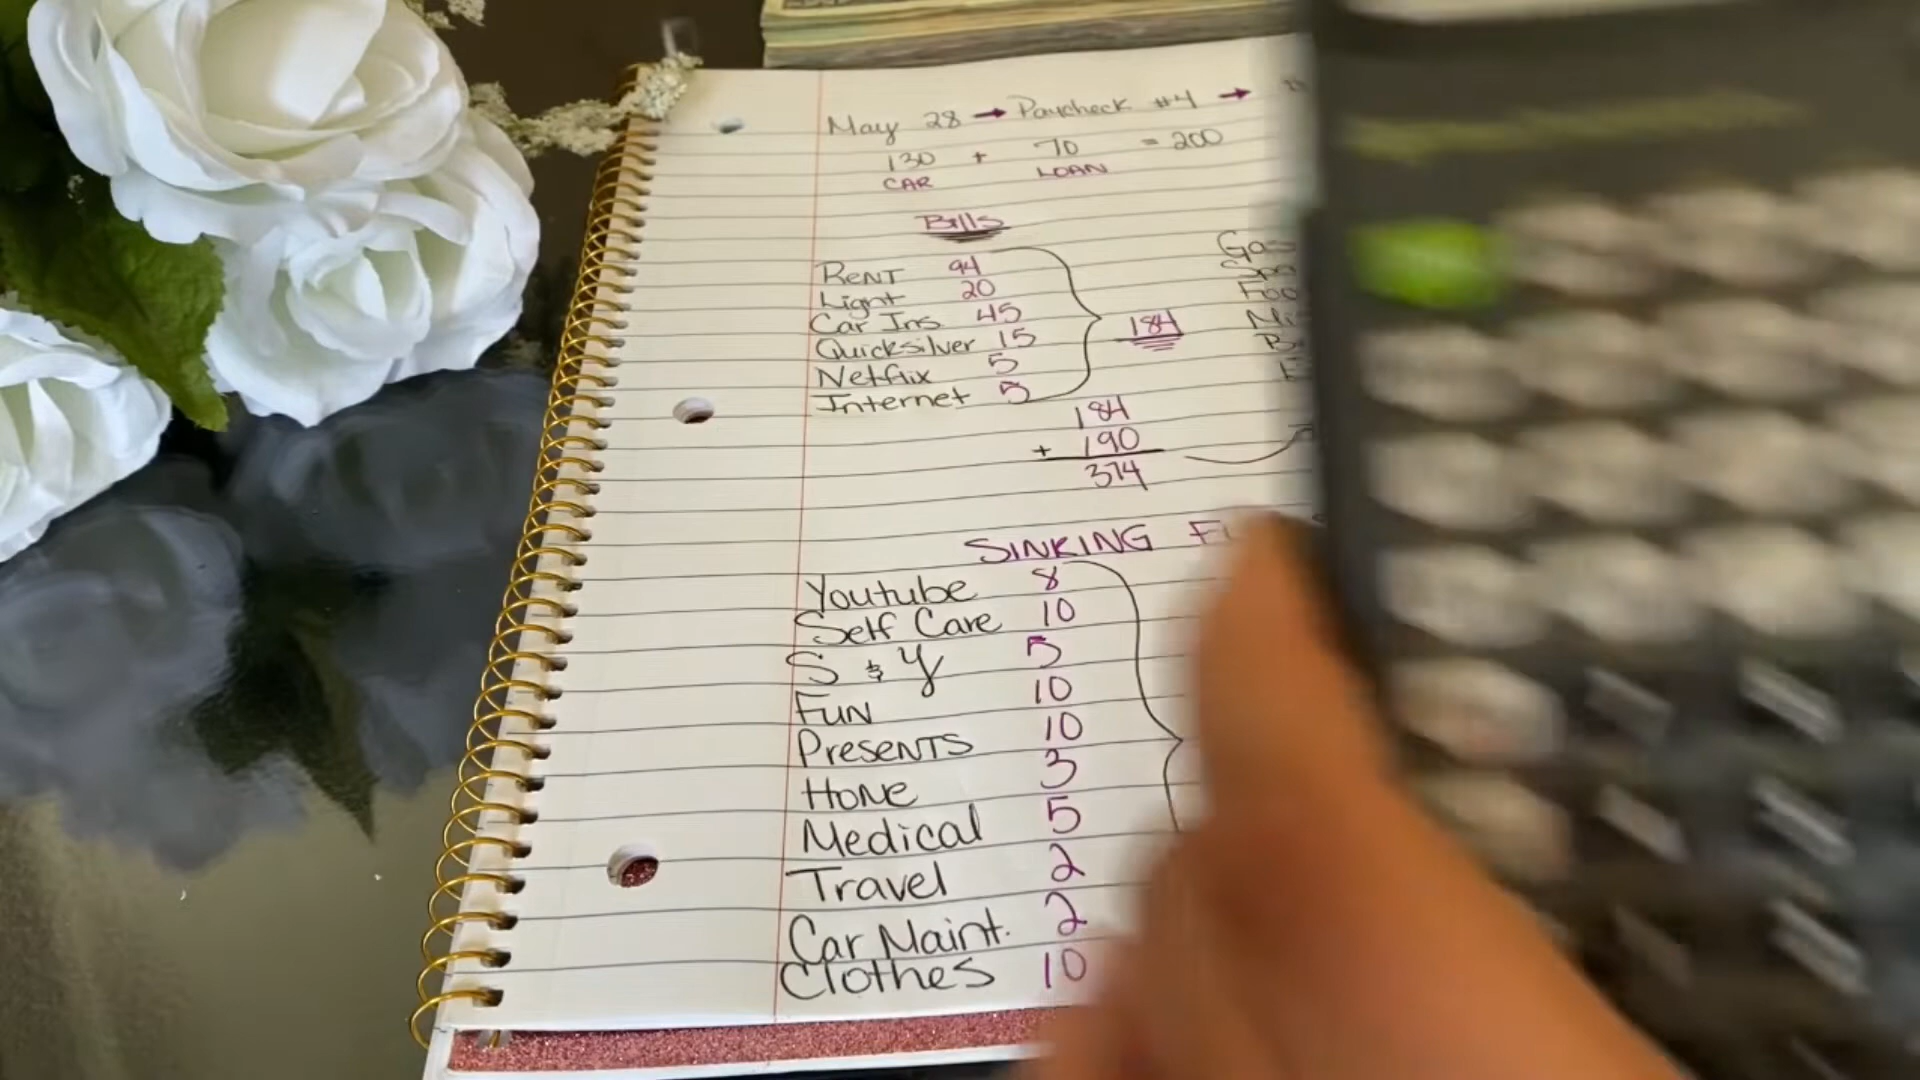 May 28 → Paycheck #4 →
130 + 70 = 200
CAR LOAN
Bills
RENT 94
Light 20
Car Ins. 45
Quicksilver 15
Netflix 5
Internet 5
184
Gas
184
+ 190
374
SINKING
Youtube 8
Self Care 10
S & Y 5
FUN 10
PRESENTS 10
HOME 3
Medical 5
Travel 2
Car Maint. 2
Clothes 10